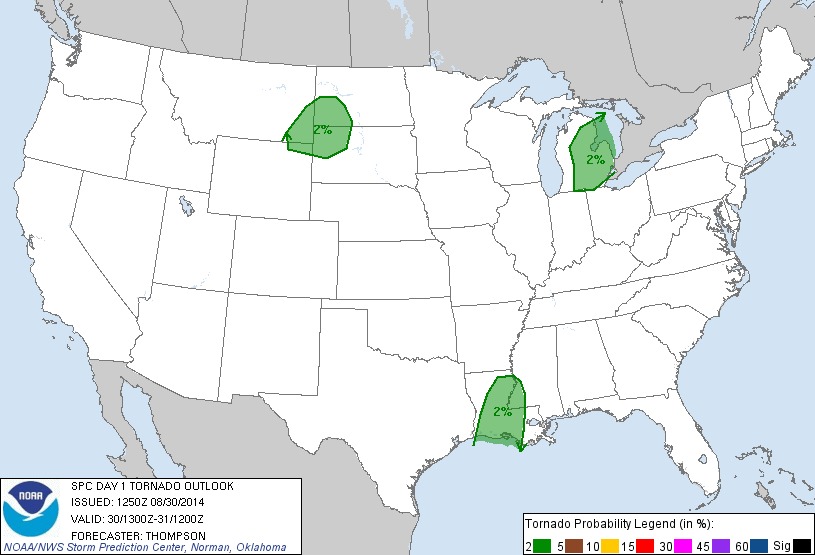 2%
2%
2%
NOAA
SPC DAY 1 TORNADO OUTLOOK
ISSUED: 1250Z 08/30/2014
VALID: 30/1300Z-31/1200Z
FORECASTER: THOMPSON
NOAA/NWS Storm Prediction Center, Norman, Oklahoma
Tornado Probability Legend (in %):
2 5 10 15 30 45 60 Sig